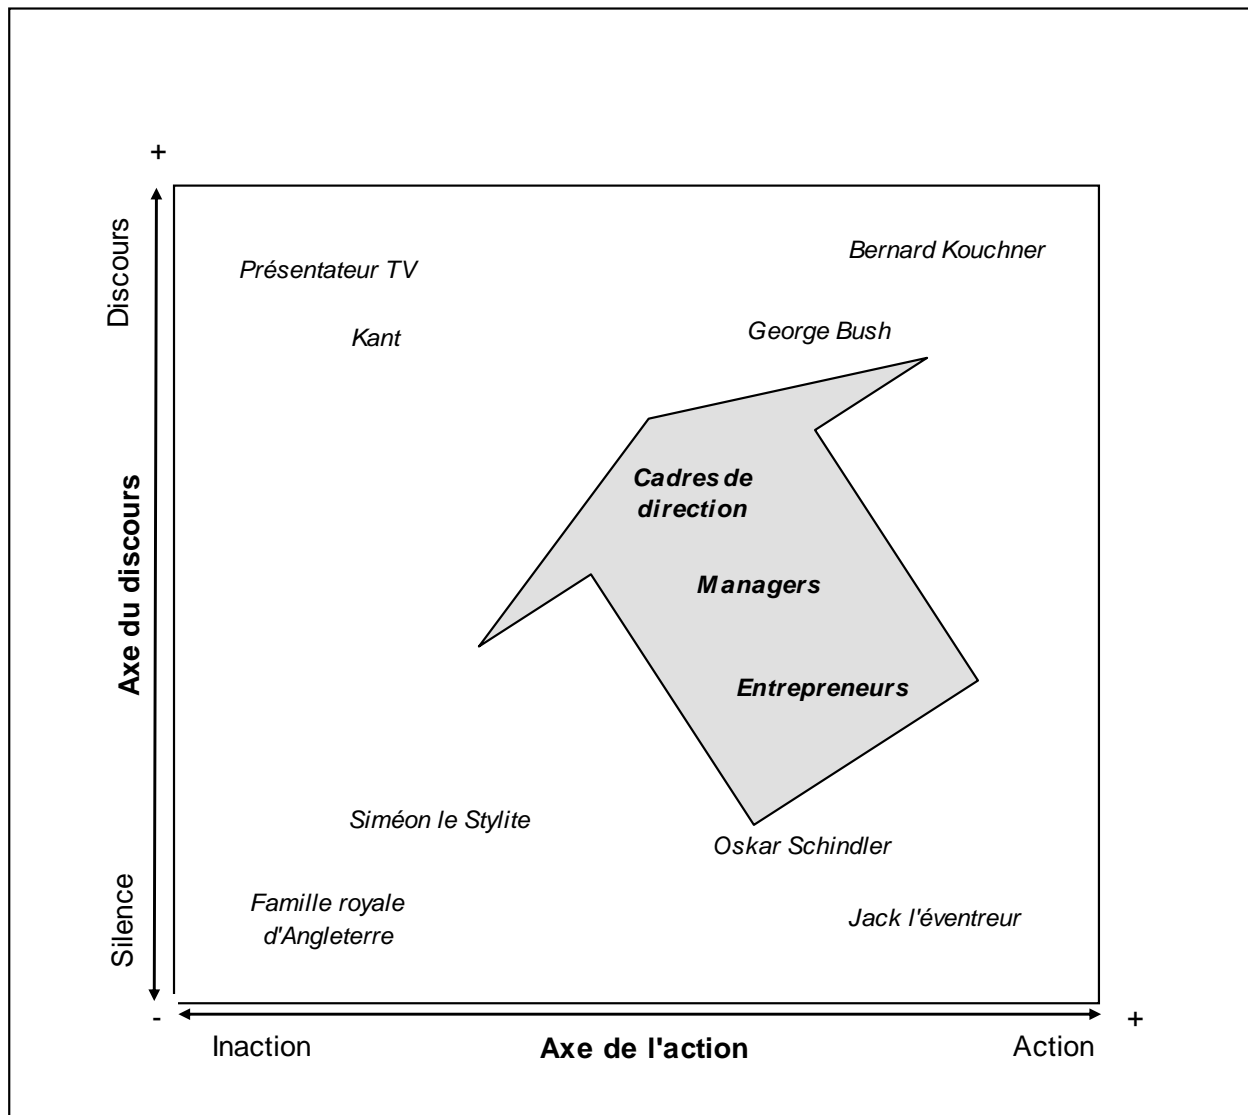 +
Discours
Présentateur TV
Bernard Kouchner
Kant
George Bush
Cadres de
direction
Axe du discours
Managers
Entrepreneurs
Siméon le Stylite
Oskar Schindler
Silence
Famille royale
d'Angleterre
Jack l'éventreur
-
+
Inaction
Axe de l'action
Action